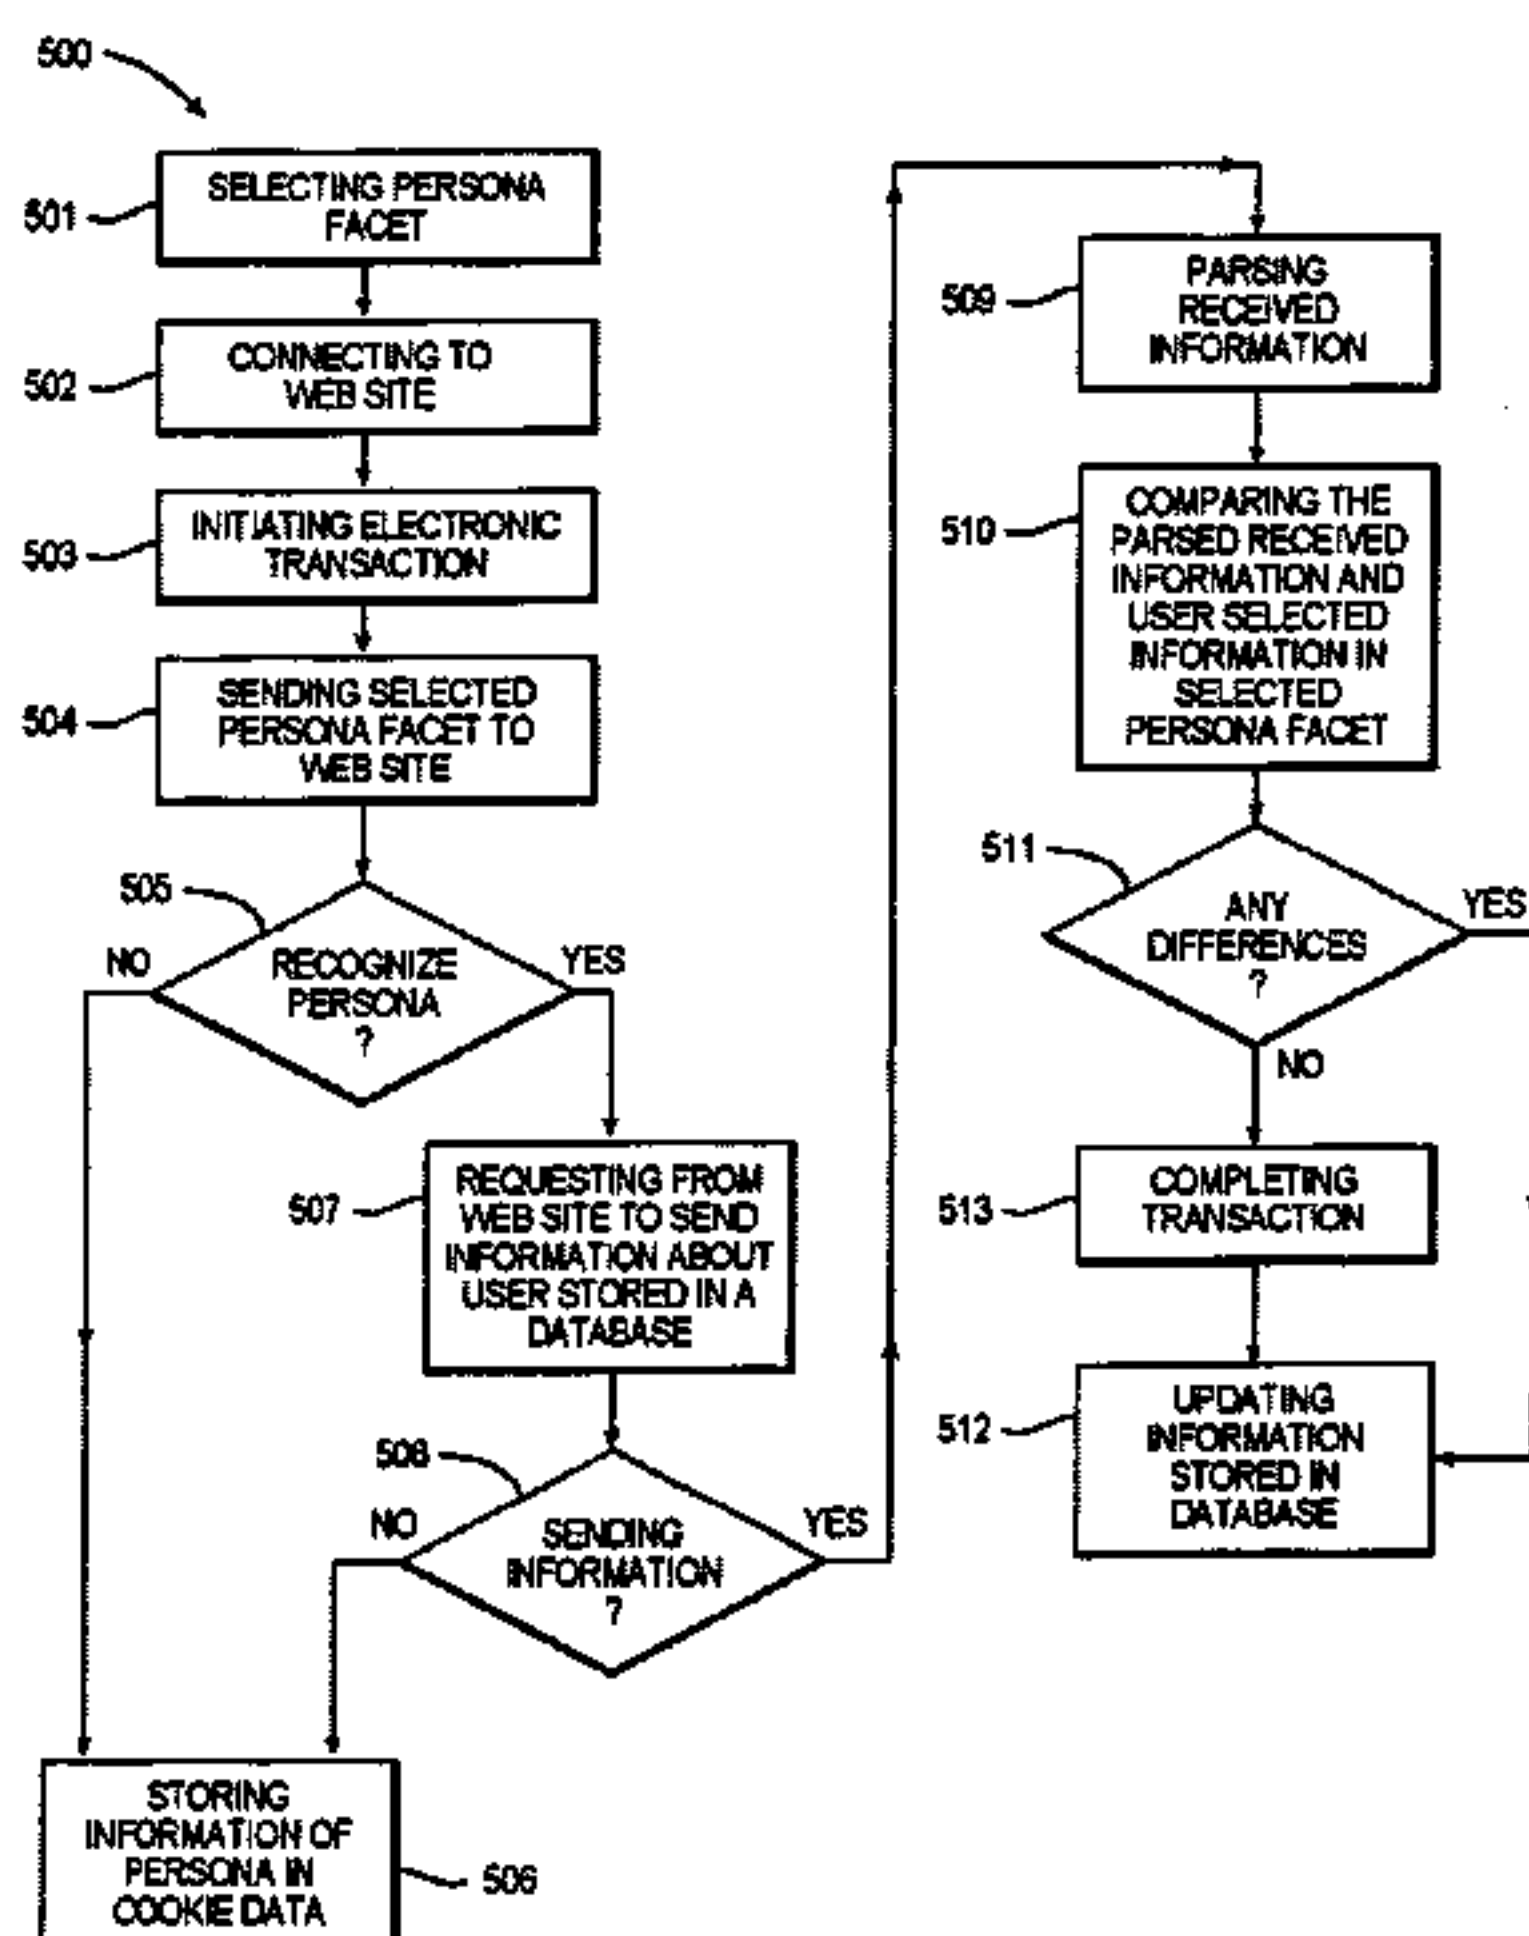 500
501
SELECTING PERSONA
FACET
502
CONNECTING TO
WEB SITE
503
INITIATING ELECTRONIC
TRANSACTION
504
SENDING SELECTED
PERSONA FACET TO
WEB SITE
505
NO
RECOGNIZE
PERSONA
?
YES
507
REQUESTING FROM
WEB SITE TO SEND
INFORMATION ABOUT
USER STORED IN A
DATABASE
508
NO
SENDING
INFORMATION
?
YES
STORING
INFORMATION OF
PERSONA IN
COOKIE DATA
506
509
PARSING
RECEIVED
INFORMATION
510
COMPARING THE
PARSED RECEIVED
INFORMATION AND
USER SELECTED
INFORMATION IN
SELECTED
PERSONA FACET
511
ANY
DIFFERENCES
?
YES
NO
513
COMPLETING
TRANSACTION
512
UPDATING
INFORMATION
STORED IN
DATABASE